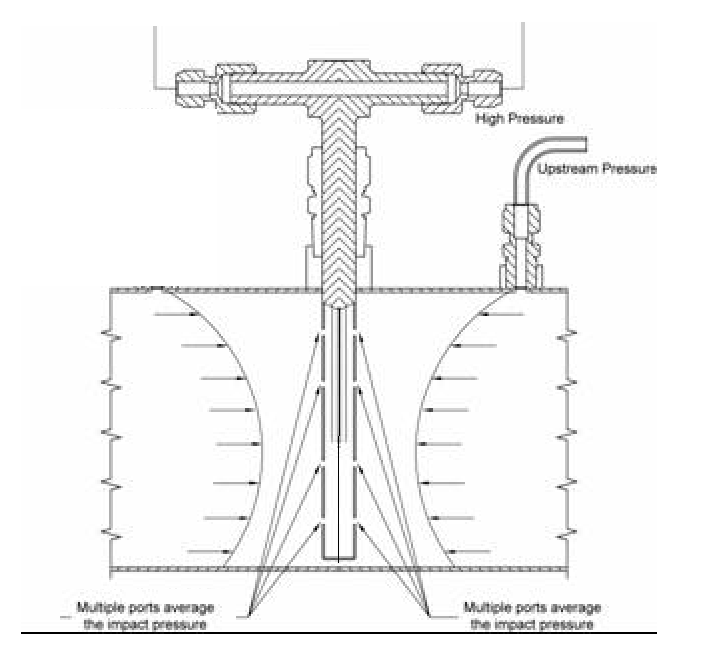 High Pressure
Upstream Pressure
Multiple ports average
the impact pressure
Multiple ports average
the impact pressure